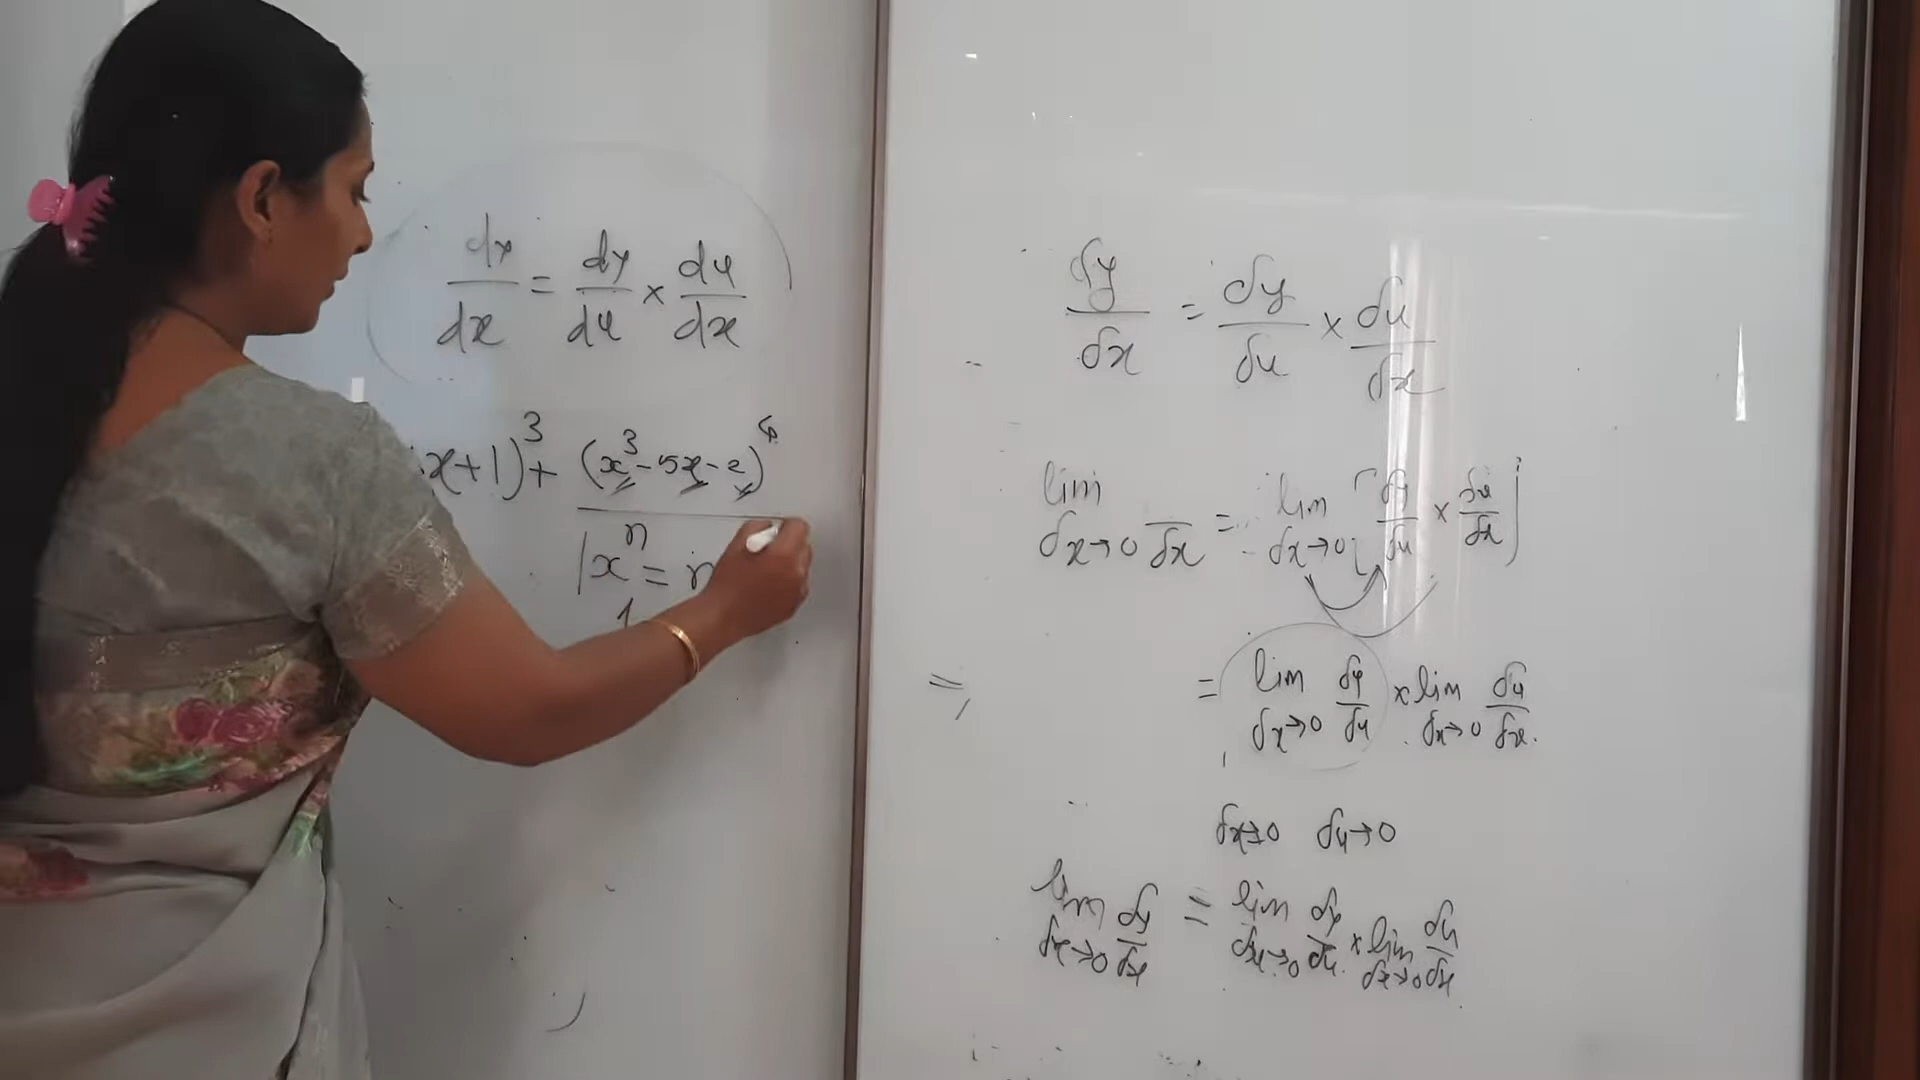 dy/dx = dy/du × du/dx
x+1)³ + (x³-5x-2)⁶
xⁿ = n
1
δy/δx = δy/δu × δu/δx
lim δx→0 /δx = lim δx→0 [δy/δu × δu/δx]
= lim δx→0 δy/δu × lim δx→0 δu/δx.
δx→0 δu→0
lim δx→0 δy/δx = lim δu→0 δy/δu × lim δx→0 δu/δx